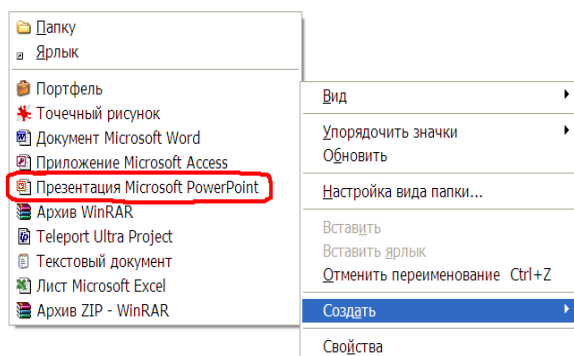 Папку
Ярлык
Портфель
Точечный рисунок
Документ Microsoft Word
Приложение Microsoft Access
Презентация Microsoft PowerPoint
Архив WinRAR
Teleport Ultra Project
Текстовый документ
Лист Microsoft Excel
Архив ZIP - WinRAR
Вид
Упорядочить значки
Обновить
Настройка вида папки...
Вставить
Вставить ярлык
Отменить переименование Ctrl+Z
Создать
Свойства